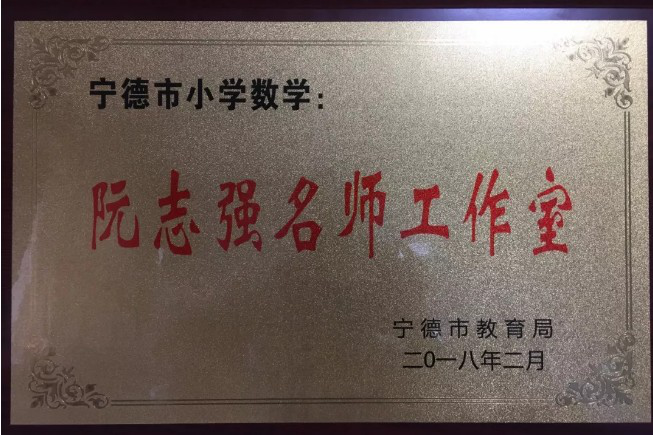 宁德市小学数学：
阮志强名师工作室
宁德市教育局
二0一八年二月